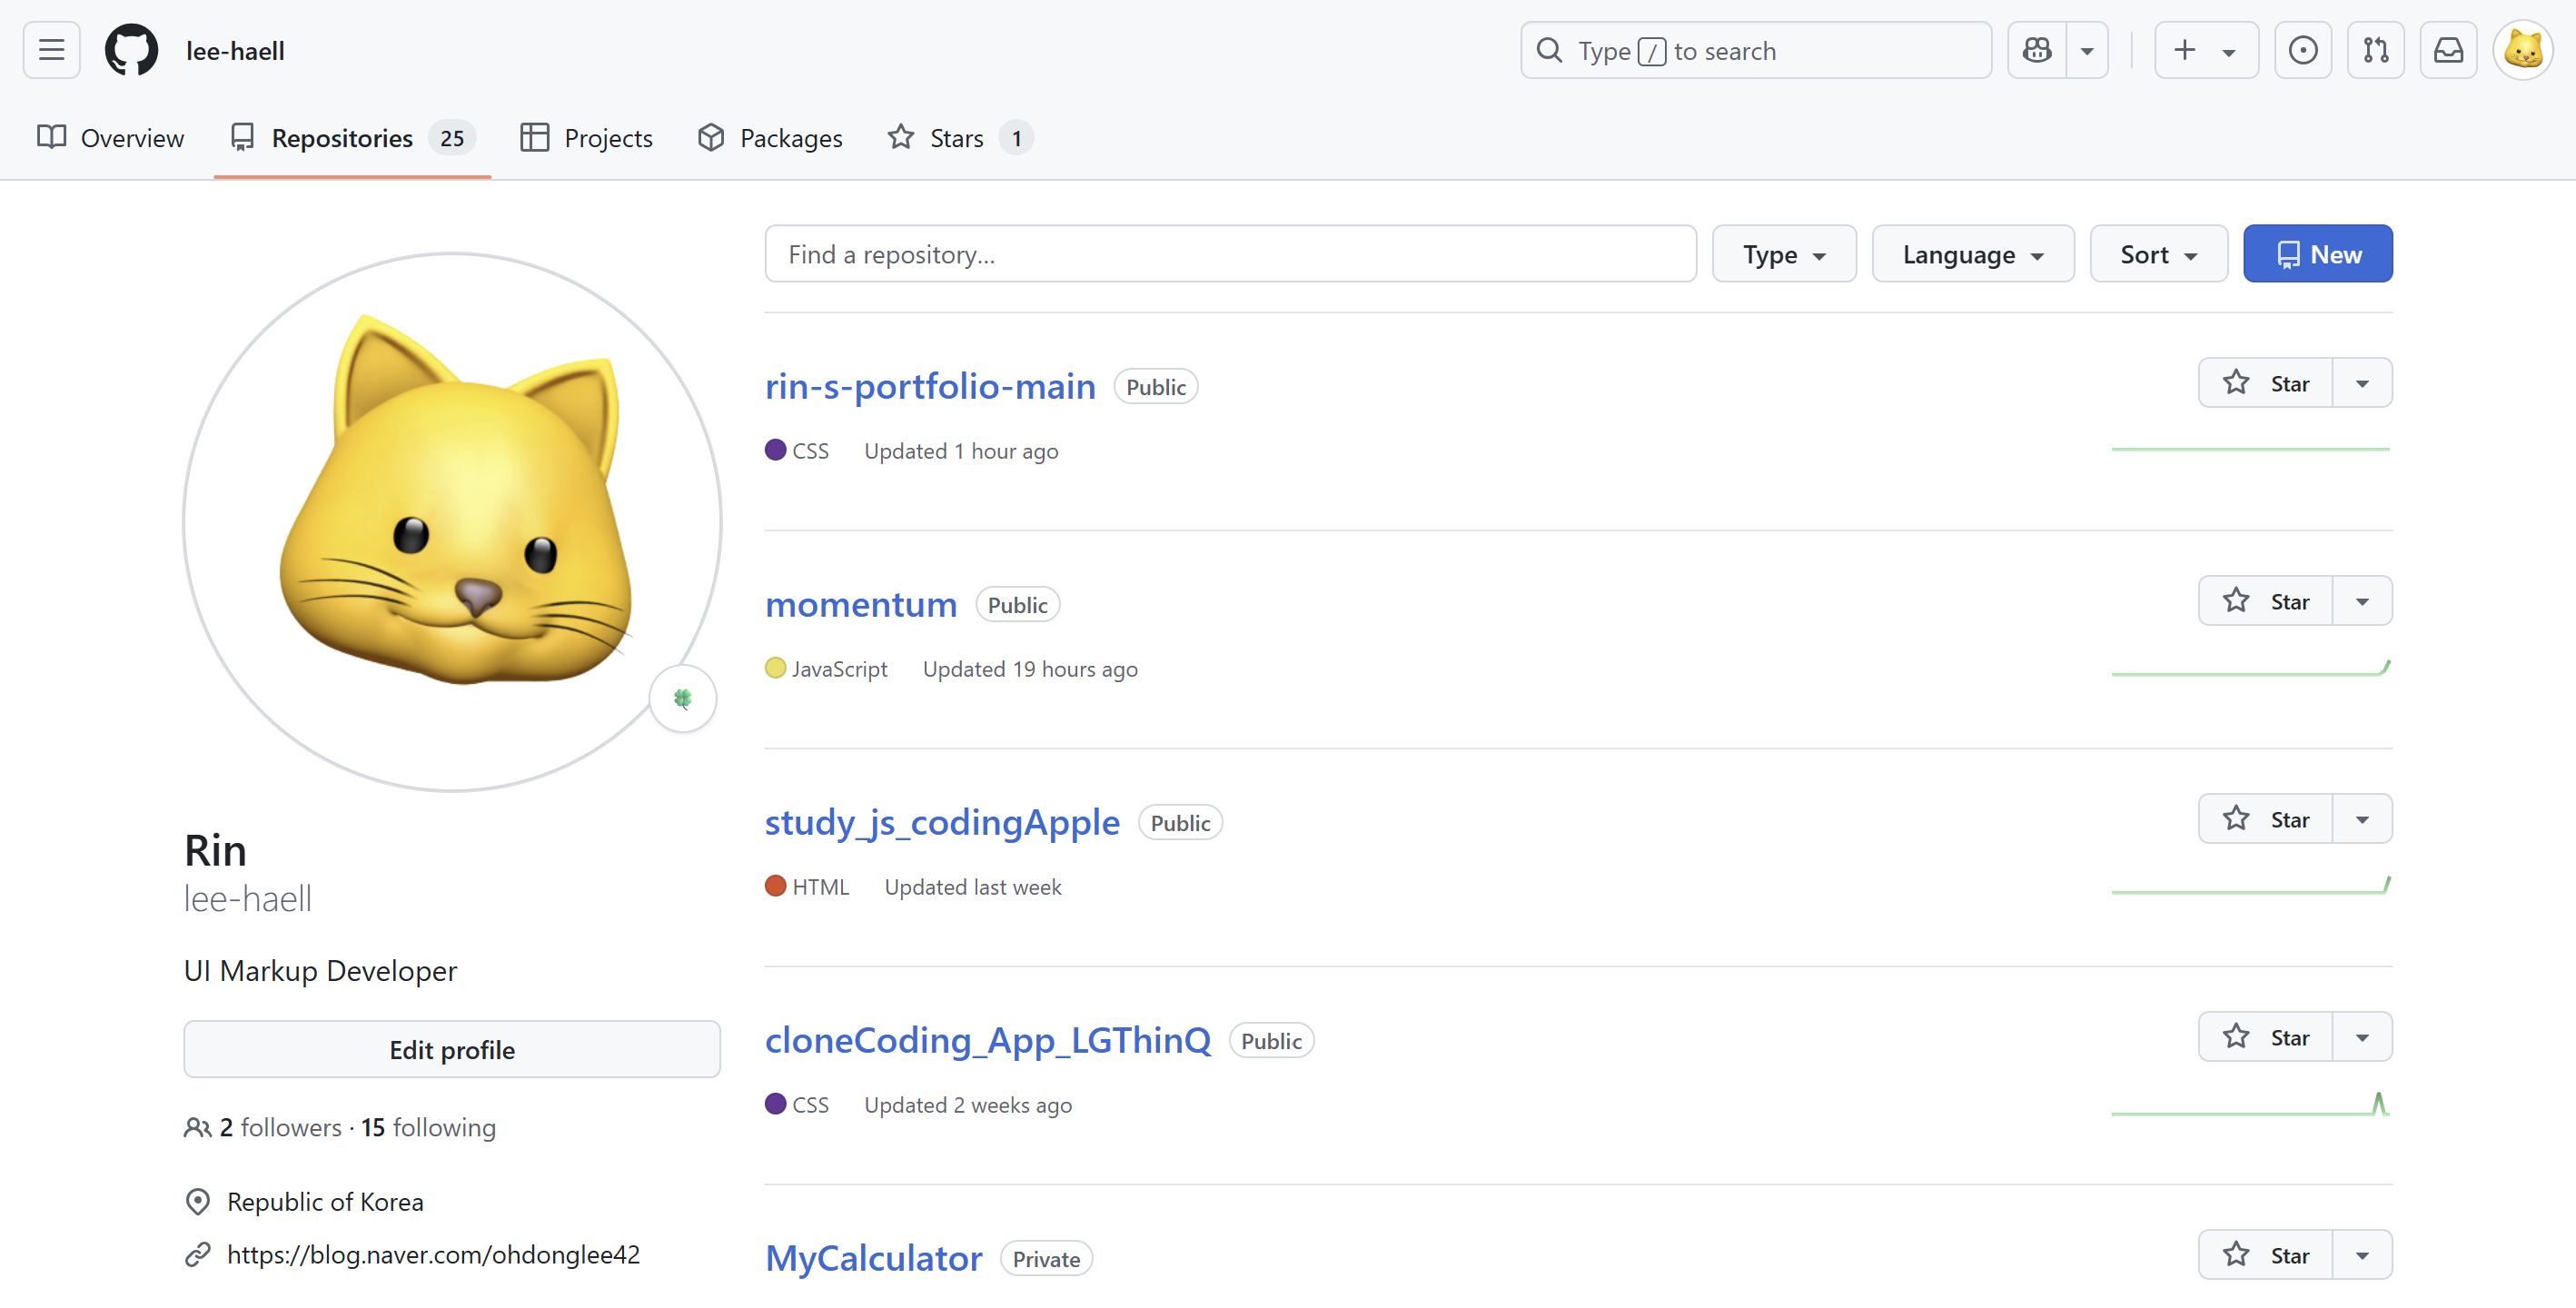 lee-haell
Type / to search
Overview
Repositories 25
Projects
Packages
Stars 1
Find a repository...
Type
Language
Sort
New
Rin
lee-haell
UI Markup Developer
Edit profile
2 followers · 15 following
Republic of Korea
https://blog.naver.com/ohdonglee42
rin-s-portfolio-main Public
Star
CSS Updated 1 hour ago
momentum Public
Star
JavaScript Updated 19 hours ago
study_js_codingApple Public
Star
HTML Updated last week
cloneCoding_App_LGThinQ Public
Star
CSS Updated 2 weeks ago
MyCalculator Private
Star